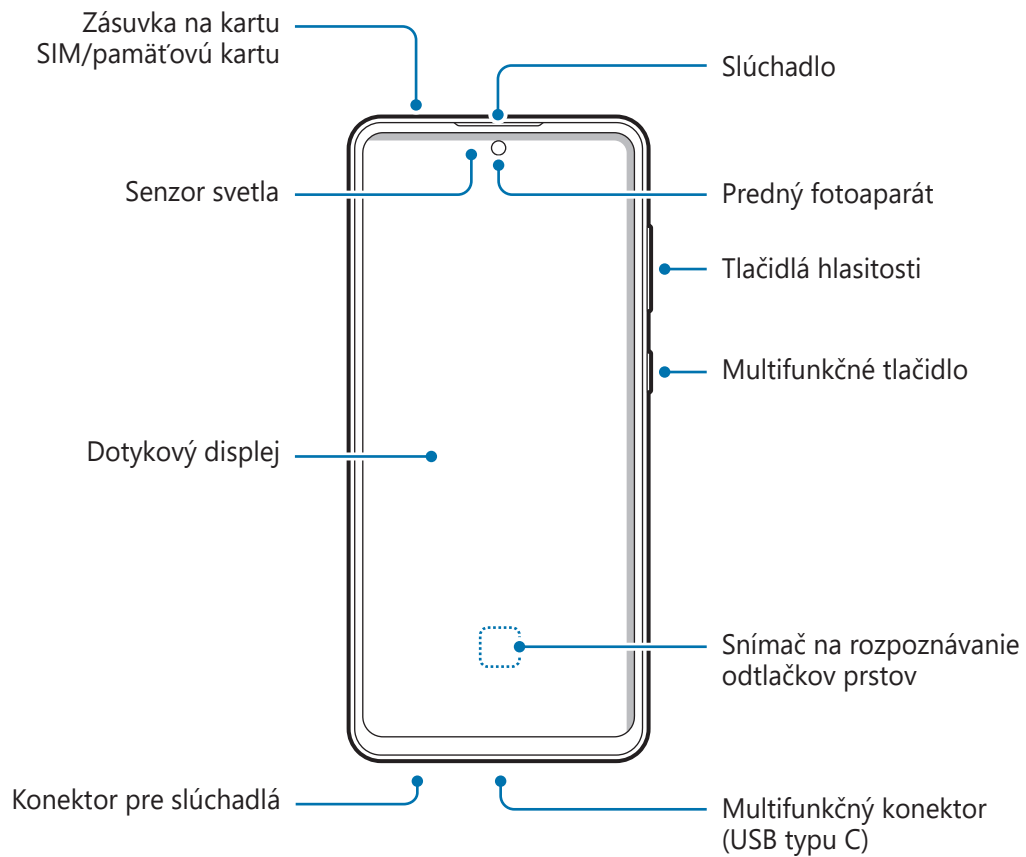 Zásuvka na kartu
SIM/pamäťovú kartu
Slúchadlo
Senzor svetla
Predný fotoaparát
Tlačidlá hlasitosti
Multifunkčné tlačidlo
Dotykový displej
Snímač na rozpoznávanie
odtlačkov prstov
Konektor pre slúchadlá
Multifunkčný konektor
(USB typu C)